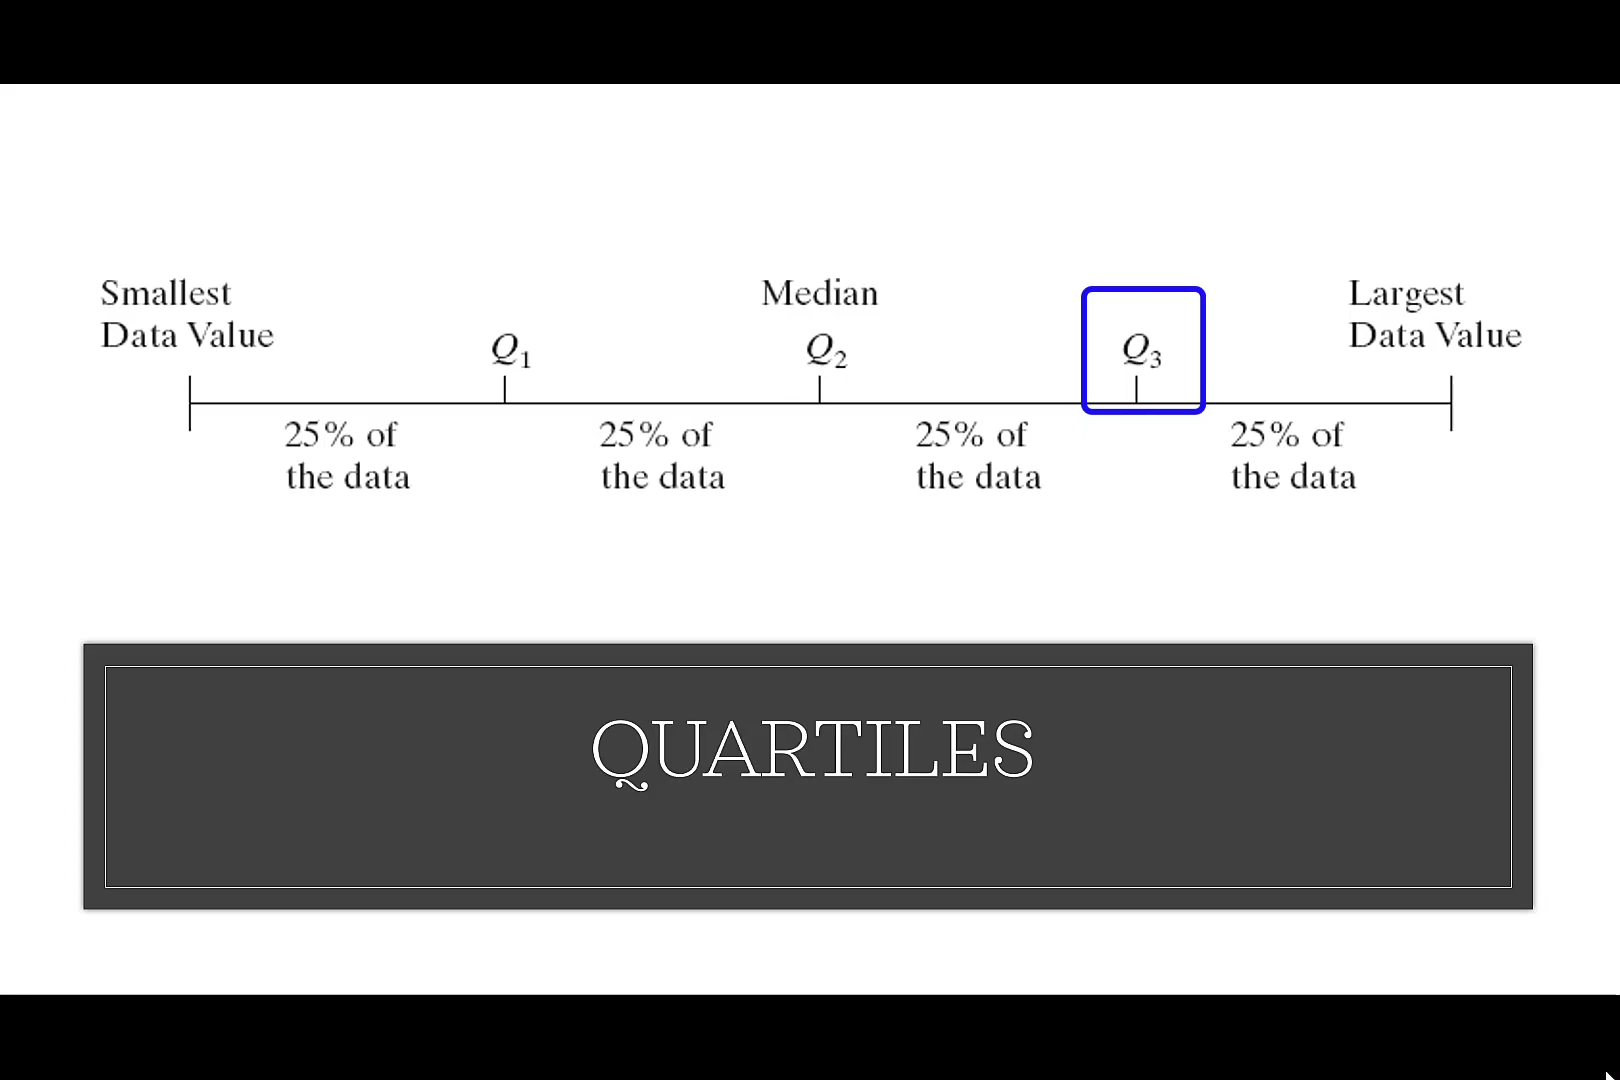 Smallest
Data Value
Q1
Median
Q2
Q3
Largest
Data Value
25% of
the data
25% of
the data
25% of
the data
25% of
the data
QUARTILES